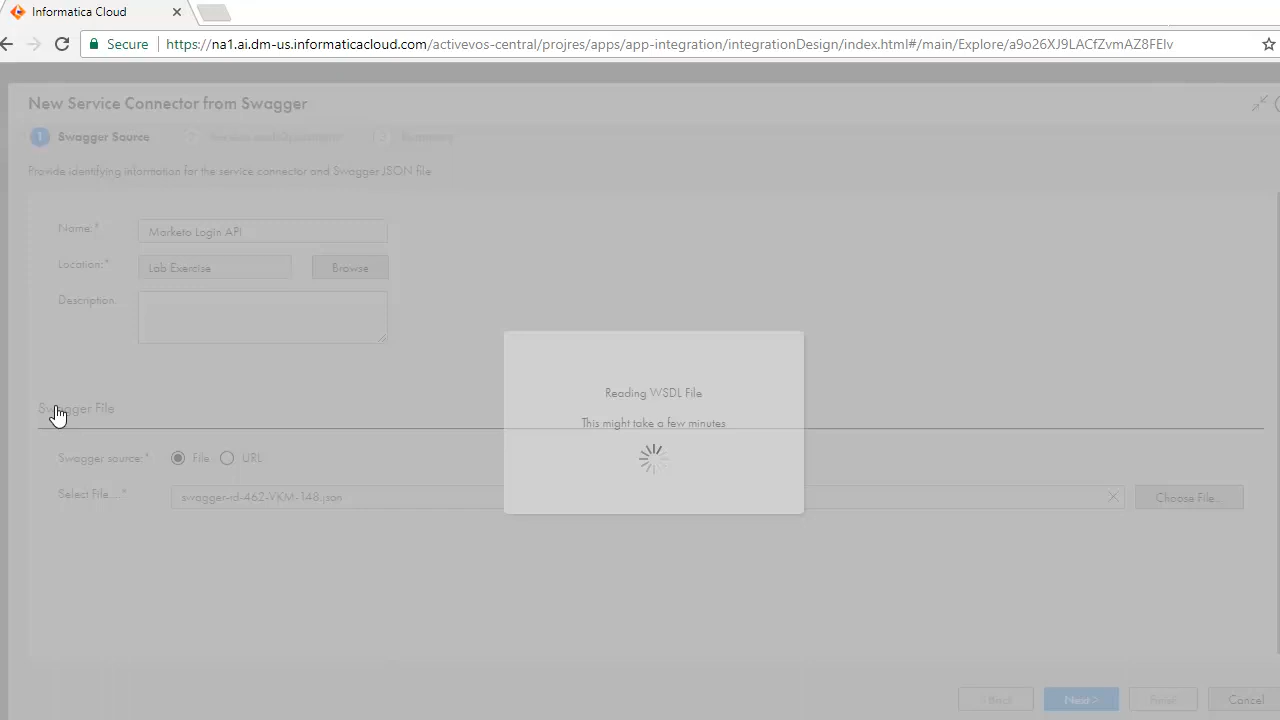 Informatica Cloud
Secure https://na1.ai.dm-us.informaticacloud.com/activevos-central/projres/apps/app-integration/integrationDesign/index.html#/main/Explore/a9o26XJ9LACfZvmAZ8FElv
New Service Connector from Swagger
1 Swagger Source 2 3 Summary
Provide identifying information for the service connector and Swagger JSON file
Name:* Marketo Login API
Location:* Lab Exercise Browse
Description:
Reading WSDL File
This might take a few minutes
Swagger File
Swagger source:* File URL
Select File...* swagger-id-462-VKM-148.json Choose File...
< Back Next > Finish Cancel